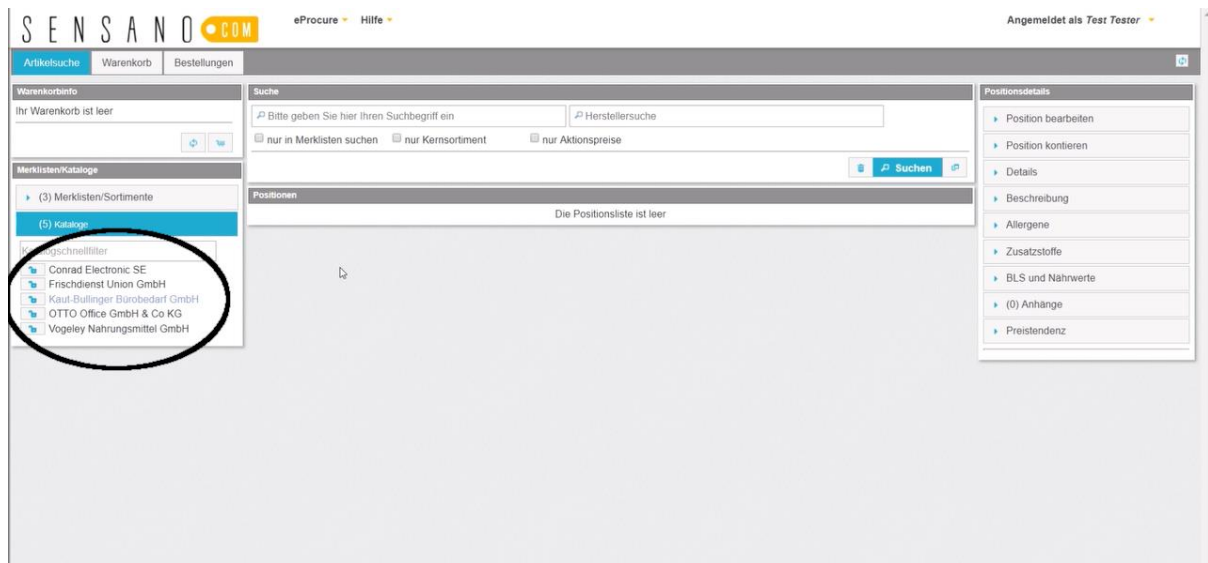 SENSANO COM
eProcure Hilfe
Angemeldet als Test Tester
Artikelsuche Warenkorb Bestellungen
Warenkorbinfo
Ihr Warenkorb ist leer
Merklisten/Kataloge
(3) Merklisten/Sortimente
(5) Kataloge
Katalogschnellfilter
Conrad Electronic SE
Frischdienst Union GmbH
Kaut-Bullinger Bürobedarf GmbH
OTTO Office GmbH & Co KG
Vogeley Nahrungsmittel GmbH
Suche
Bitte geben Sie hier Ihren Suchbegriff ein Herstellersuche
nur in Merklisten suchen nur Kernsortiment nur Aktionspreise
Suchen
Positionen
Die Positionsliste ist leer
Positionsdetails
Position bearbeiten
Position kontieren
Details
Beschreibung
Allergene
Zusatzstoffe
BLS und Nährwerte
(0) Anhänge
Preistendenz